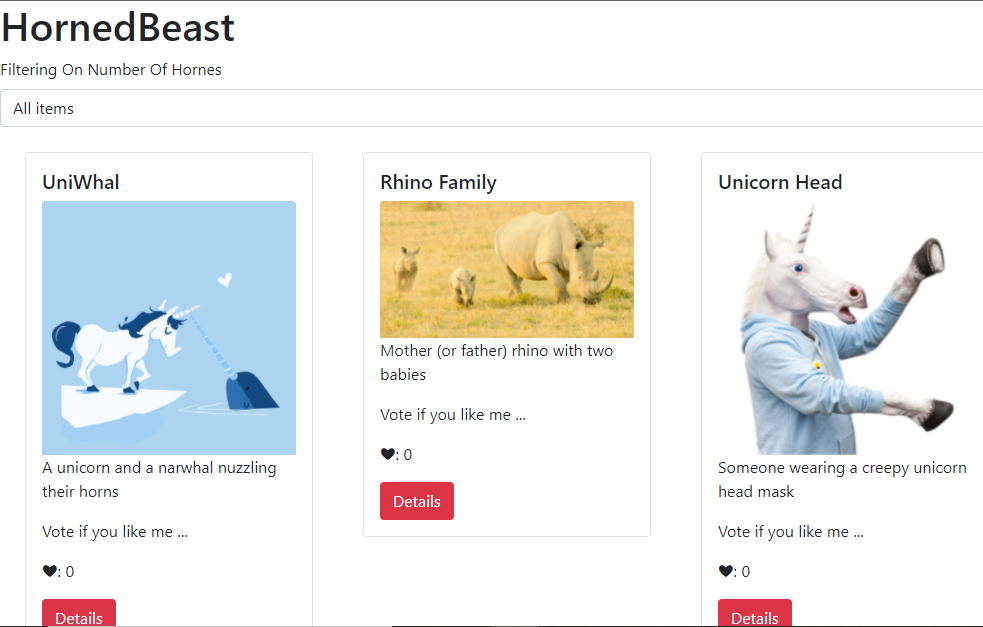 HornedBeast
Filtering On Number Of Hornes
All items
UniWhal
A unicorn and a narwhal nuzzling
their horns
Vote if you like me ...
🖤: 0
Details
Rhino Family
Mother (or father) rhino with two
babies
Vote if you like me ...
🖤: 0
Details
Unicorn Head
Someone wearing a creepy unicorn
head mask
Vote if you like me ...
🖤: 0
Details